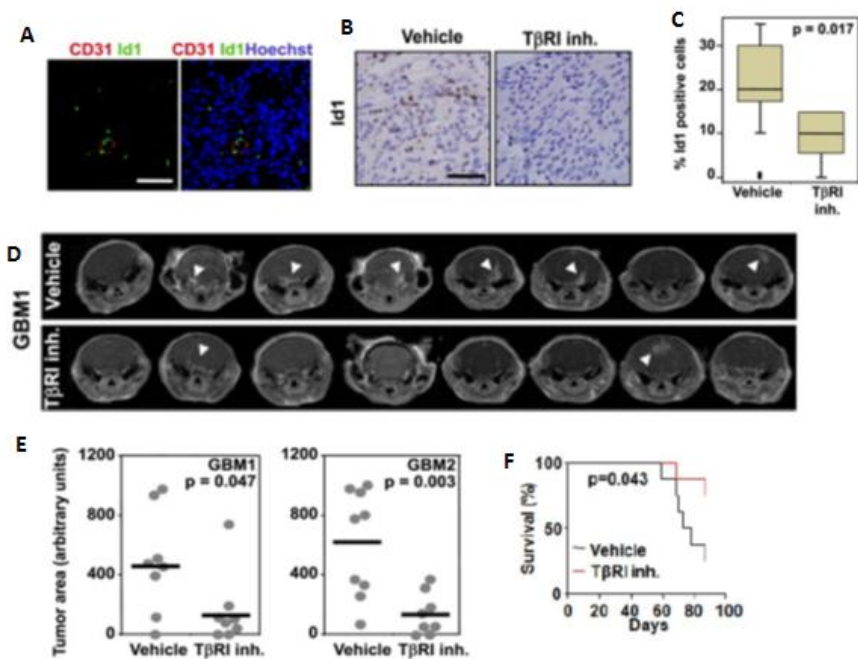 A
CD31 Id1
CD31 Id1Hoechst
B
Vehicle
TβRI inh.
Id1
C
% Id1 positive cells
30
20
10
0
p = 0.017
Vehicle
TβRI
inh.
D
GBM1
Vehicle
TβRI inh.
E
Tumor area (arbitrary units)
1200
800
400
0
GBM1
p = 0.047
Vehicle TβRI inh.
1200
800
400
0
GBM2
p = 0.003
Vehicle TβRI inh.
F
Survival (%)
100
50
0
p=0.043
Vehicle
TβRI inh.
0 20 40 60 80 100
Days